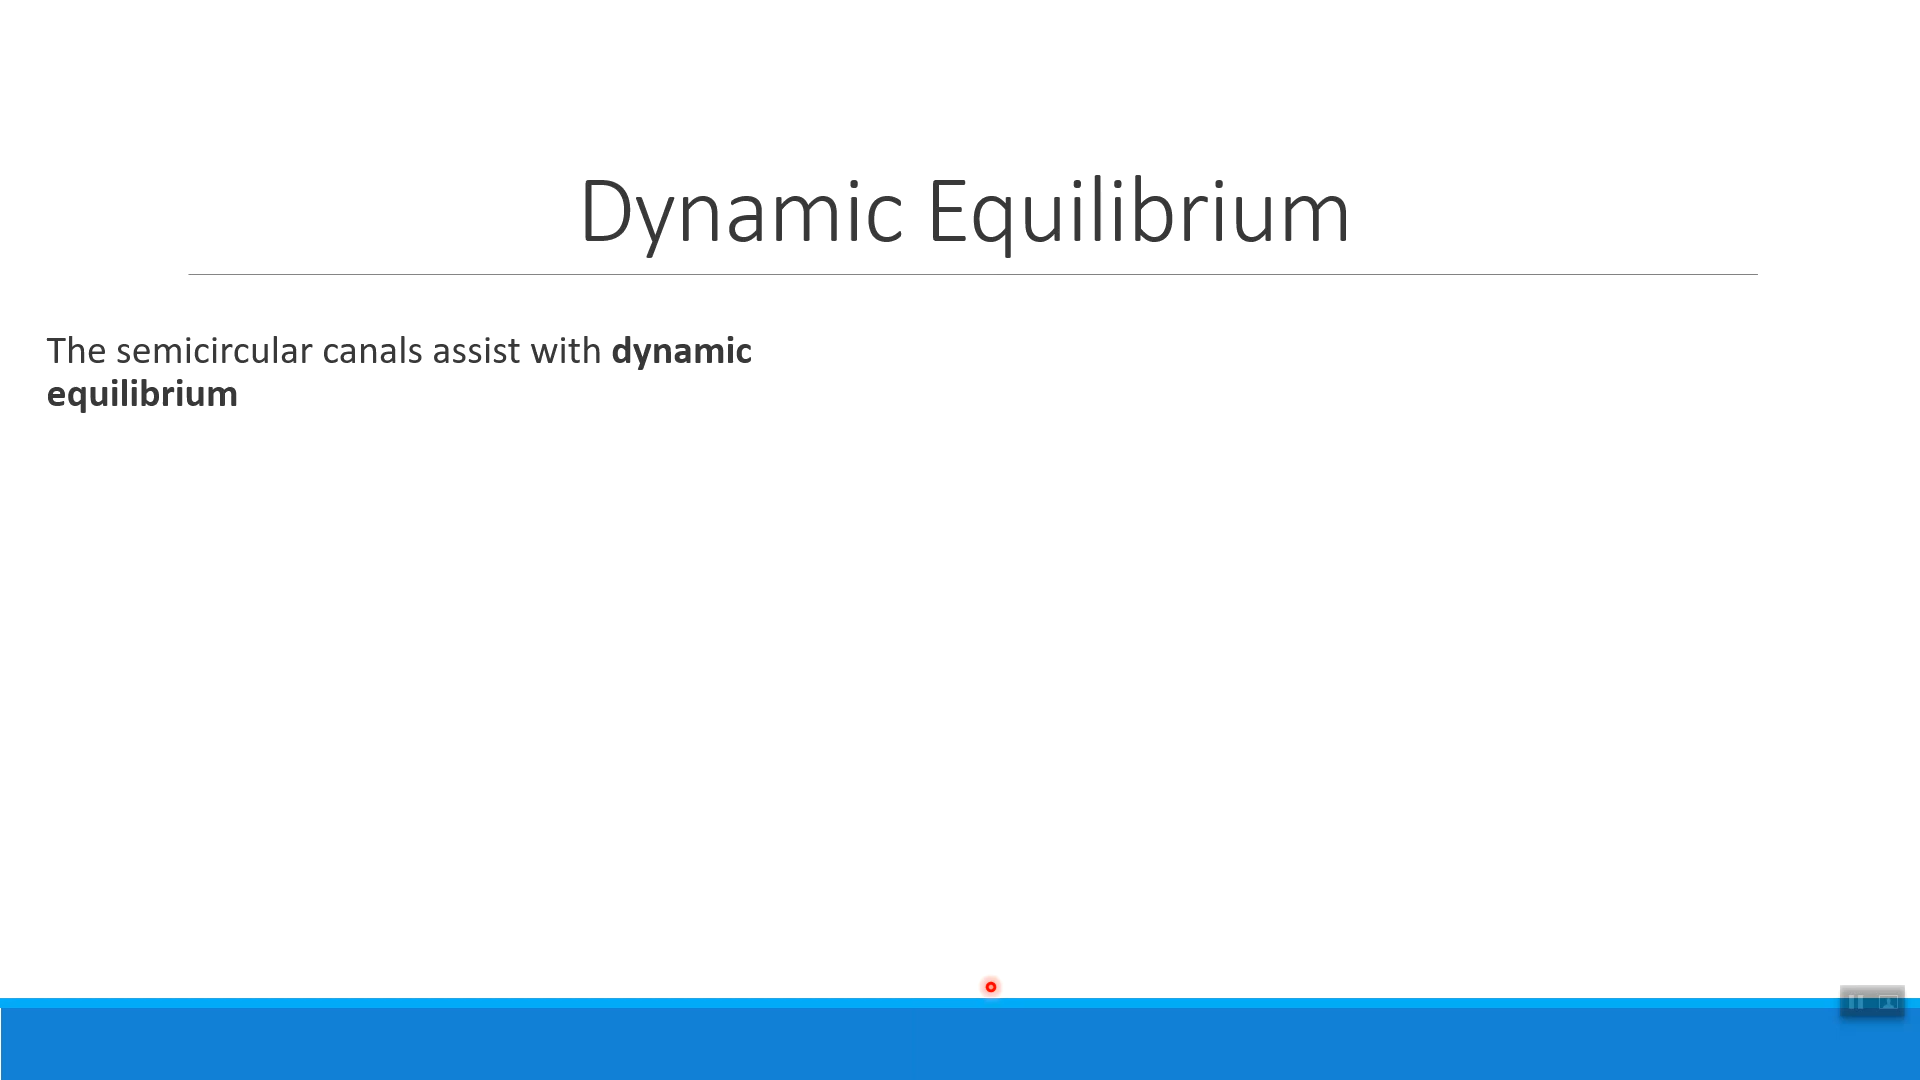 Dynamic Equilibrium
The semicircular canals assist with dynamic
equilibrium